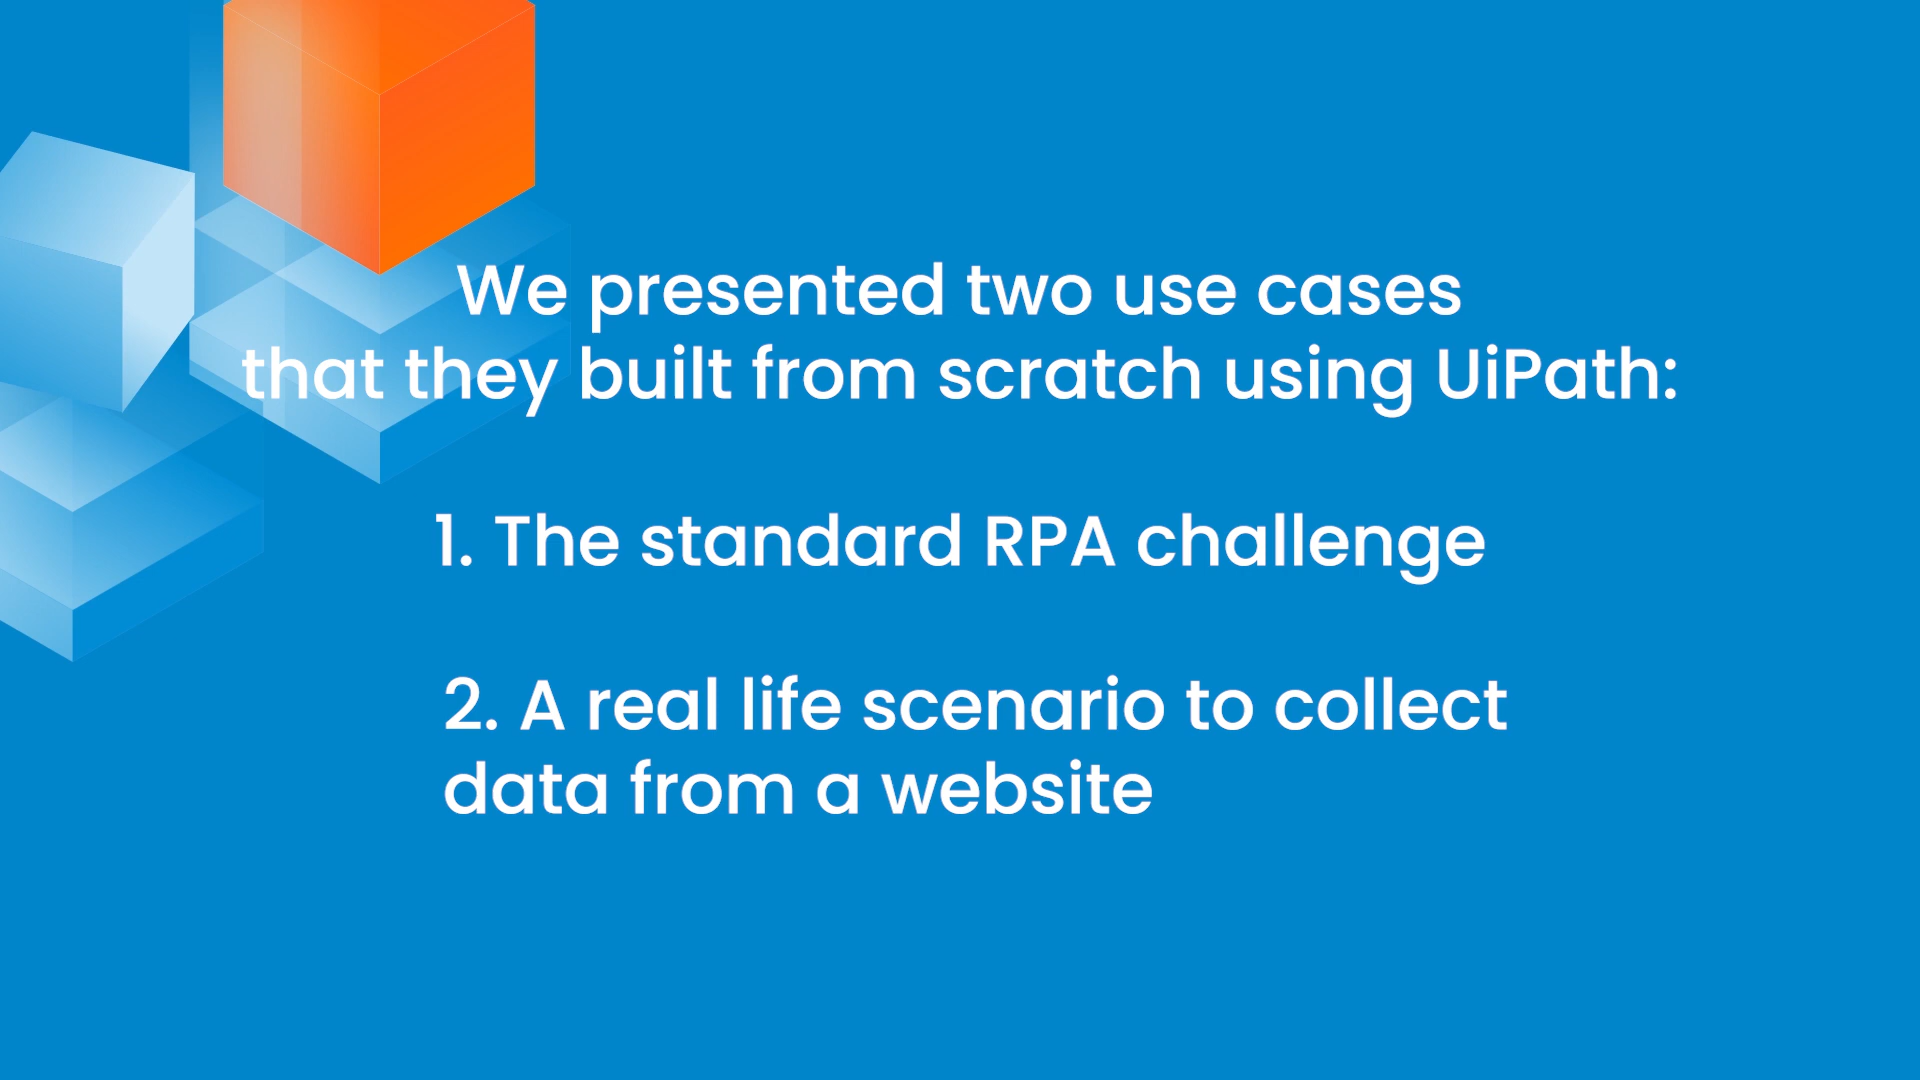 We presented two use cases
that they built from scratch using UiPath:
1. The standard RPA challenge
2. A real life scenario to collect
data from a website